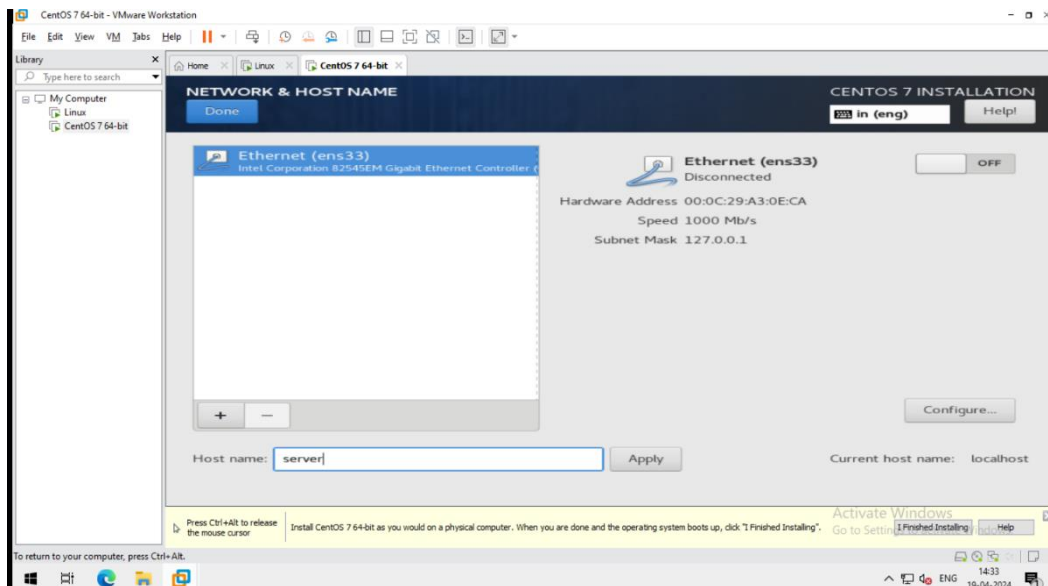 CentOS 7 64-bit - VMware Workstation
File Edit View VM Tabs Help
Library
Type here to search
My Computer
Linux
CentOS 7 64-bit
Home Linux CentOS 7 64-bit
NETWORK & HOST NAME
Done
CENTOS 7 INSTALLATION
in (eng) Help!
Ethernet (ens33)
Intel Corporation 82545EM Gigabit Ethernet Controller (
Ethernet (ens33)
Disconnected
OFF
Hardware Address 00:0C:29:A3:0E:CA
Speed 1000 Mb/s
Subnet Mask 127.0.0.1
+ —
Configure...
Host name: server Apply Current host name: localhost
Activate Windows
Press Ctrl+Alt to release
the mouse cursor
Install CentOS 7 64-bit as you would on a physical computer. When you are done and the operating system boots up, click "I Finished Installing".
Go to Settin
I Finished Installing Help
To return to your computer, press Ctrl+Alt.
ENG
14:33
19-04-2024